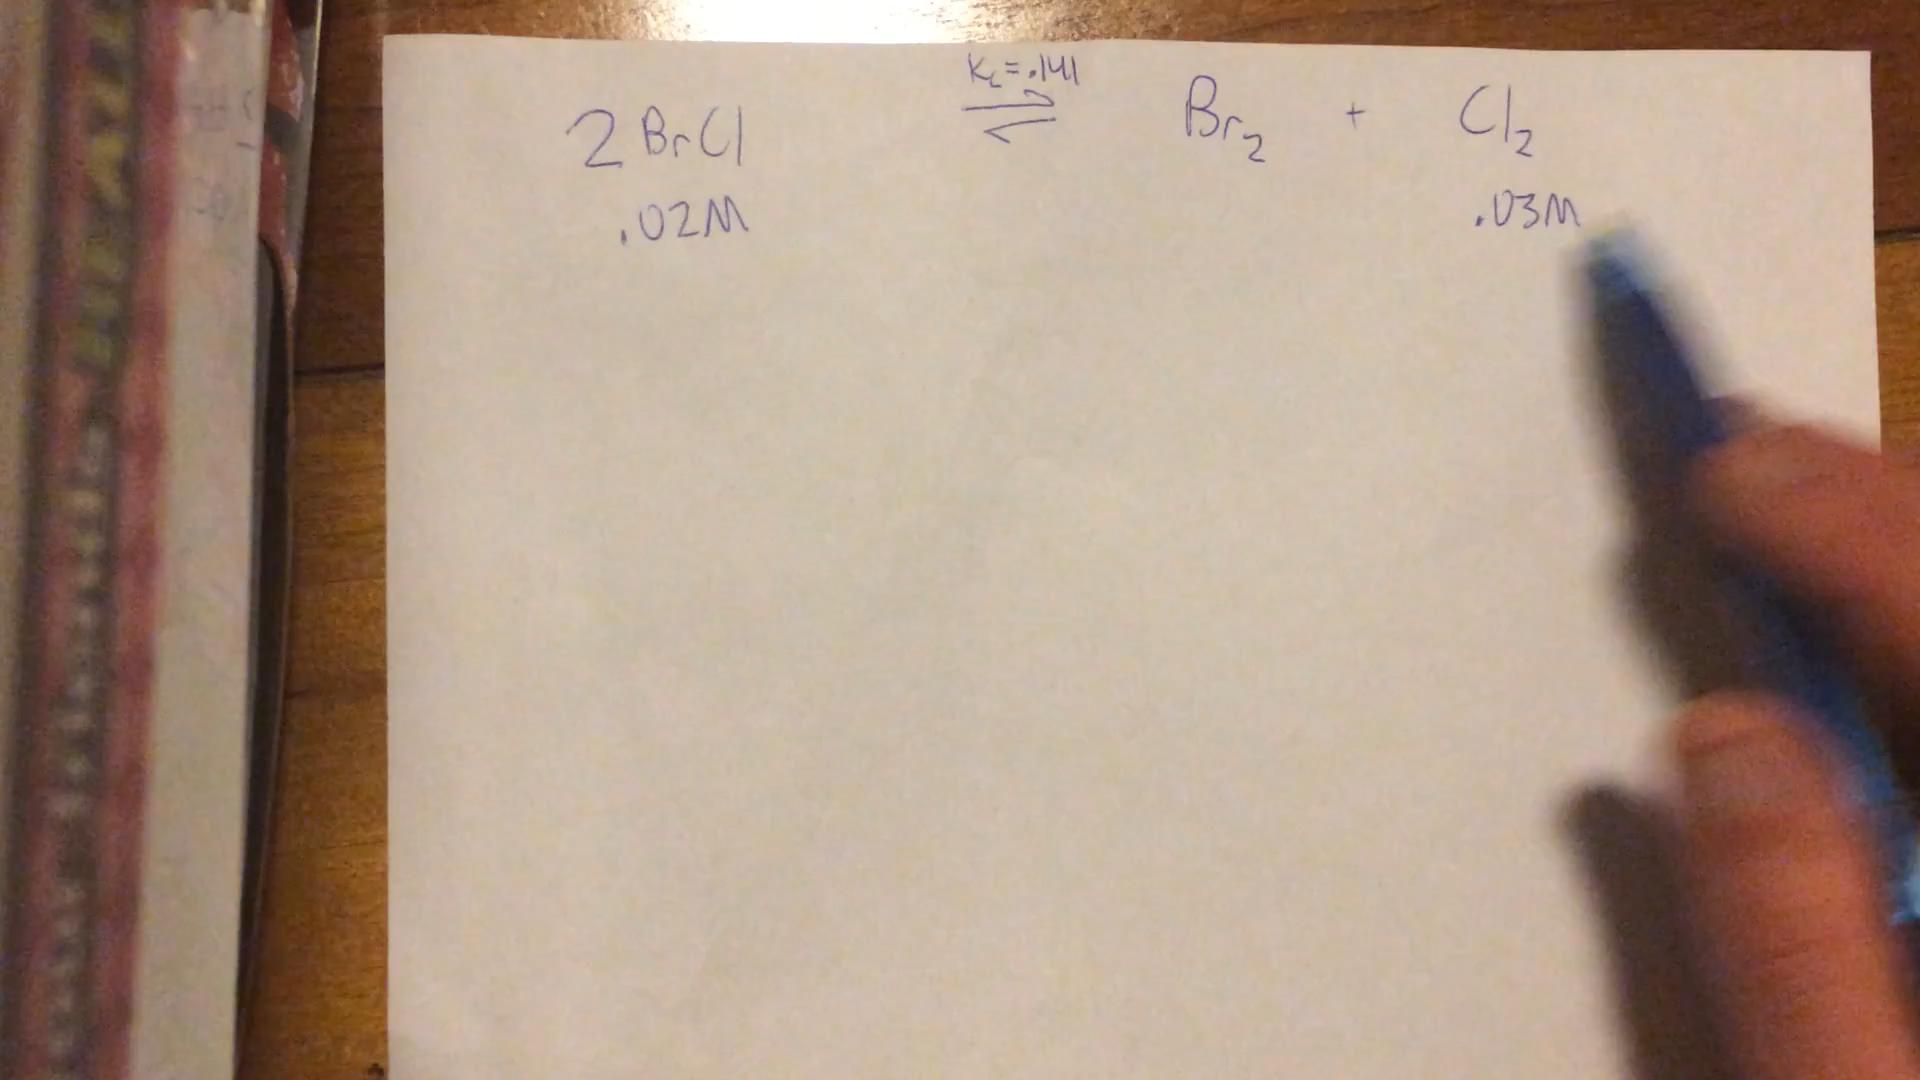 Kc = .141
2 BrCl ⇌ Br₂ + Cl₂
.02M .03M